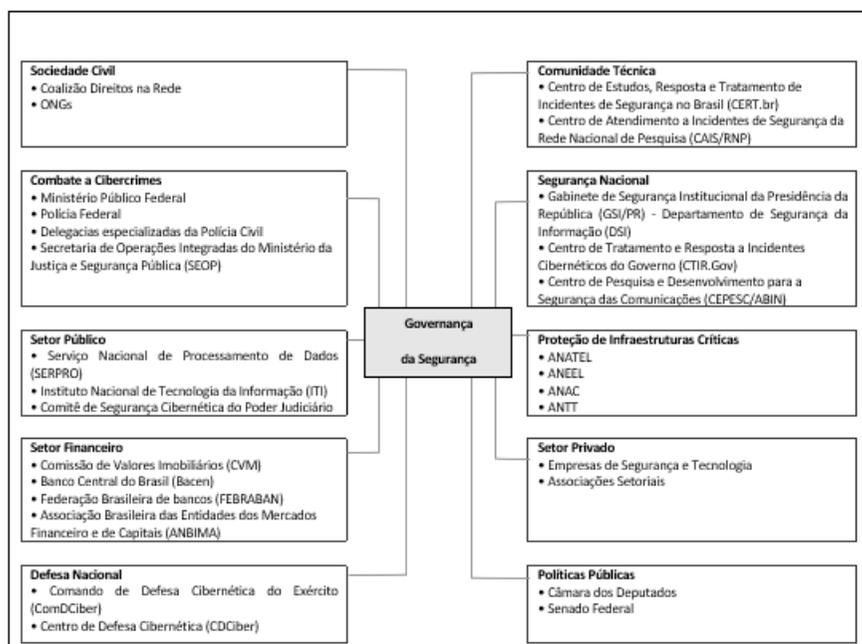 Sociedade Civil
• Coalizão Direitos na Rede
• ONGs
Combate a Cibercrimes
• Ministério Público Federal
• Polícia Federal
• Delegacias especializadas da Polícia Civil
• Secretaria de Operações Integradas do Ministério da
Justiça e Segurança Pública (SEOP)
Setor Público
• Serviço Nacional de Processamento de Dados
(SERPRO)
• Instituto Nacional de Tecnologia da Informação (ITI)
• Comitê de Segurança Cibernética do Poder Judiciário
Setor Financeiro
• Comissão de Valores Imobiliários (CVM)
• Banco Central do Brasil (Bacen)
• Federação Brasileira de bancos (FEBRABAN)
• Associação Brasileira das Entidades dos Mercados
Financeiro e de Capitais (ANBIMA)
Defesa Nacional
• Comando de Defesa Cibernética do Exército
(ComDCiber)
• Centro de Defesa Cibernética (CDCiber)
Governança
da Segurança
Comunidade Técnica
• Centro de Estudos, Resposta e Tratamento de
Incidentes de Segurança no Brasil (CERT.br)
• Centro de Atendimento a Incidentes de Segurança da
Rede Nacional de Pesquisa (CAIS/RNP)
Segurança Nacional
• Gabinete de Segurança Institucional da Presidência da
República (GSI/PR) - Departamento de Segurança da
Informação (DSI)
• Centro de Tratamento e Resposta a Incidentes
Cibernéticos do Governo (CTIR.Gov)
• Centro de Pesquisa e Desenvolvimento para a
Segurança das Comunicações (CEPESC/ABIN)
Proteção de Infraestruturas Críticas
• ANATEL
• ANEEL
• ANAC
• ANTT
Setor Privado
• Empresas de Segurança e Tecnologia
• Associações Setoriais
Políticas Públicas
• Câmara dos Deputados
• Senado Federal